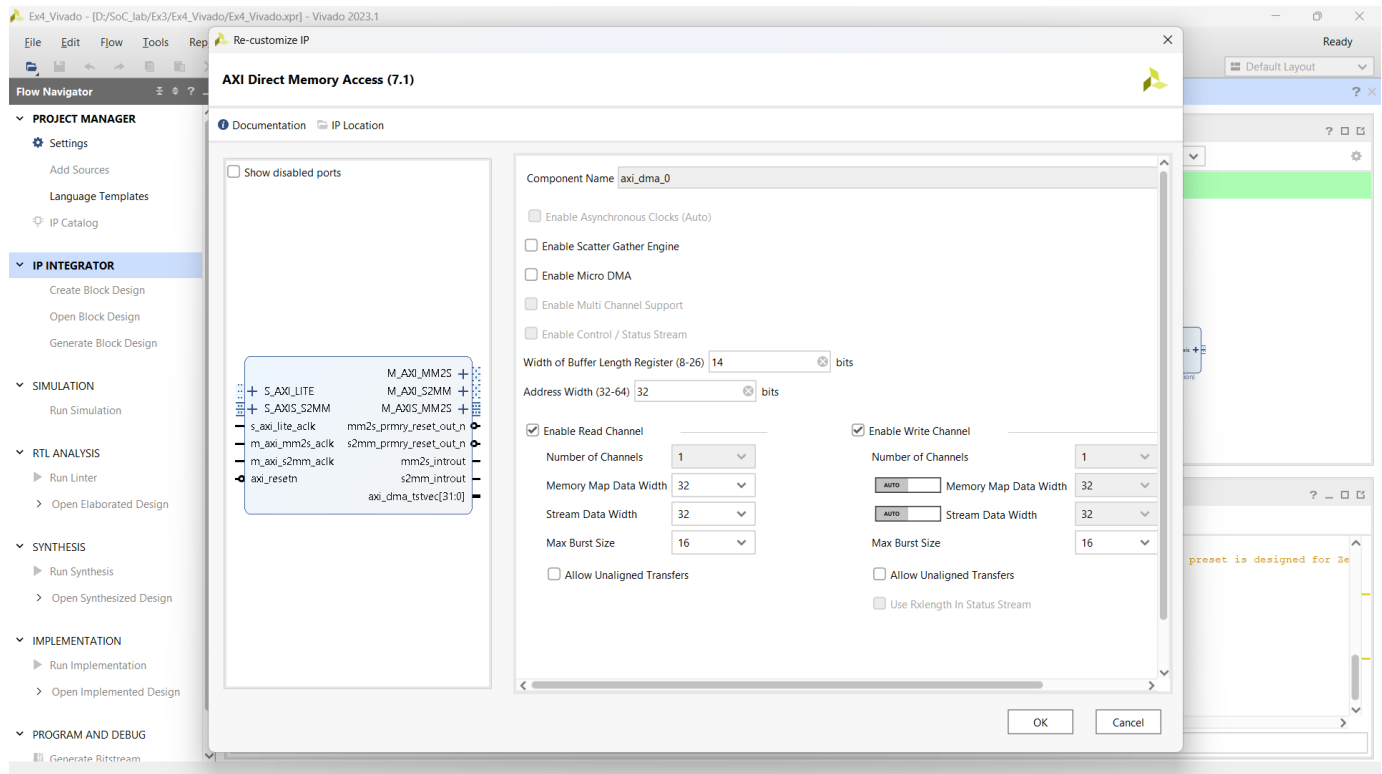 Ex4_Vivado - [D:/SoC_lab/Ex3/Ex4_Vivado/Ex4_Vivado.xpr] - Vivado 2023.1
File Edit Flow Tools Rep
Re-customize IP
Ready
Default Layout
AXI Direct Memory Access (7.1)
Flow Navigator
?
?
Documentation IP Location
PROJECT MANAGER
Settings
Add Sources
Language Templates
IP Catalog
IP INTEGRATOR
Create Block Design
Open Block Design
Generate Block Design
SIMULATION
Run Simulation
RTL ANALYSIS
Run Linter
Open Elaborated Design
SYNTHESIS
Run Synthesis
Open Synthesized Design
IMPLEMENTATION
Run Implementation
Open Implemented Design
PROGRAM AND DEBUG
Generate Bitstream
Show disabled ports
M_AXI_MM2S
S_AXI_LITE M_AXI_S2MM
S_AXIS_S2MM M_AXIS_MM2S
s_axi_lite_aclk mm2s_prmry_reset_out_n
m_axi_mm2s_aclk s2mm_prmry_reset_out_n
m_axi_s2mm_aclk mm2s_introut
axi_resetn s2mm_introut
axi_dma_tstvec[31:0]
Component Name axi_dma_0
Enable Asynchronous Clocks (Auto)
Enable Scatter Gather Engine
Enable Micro DMA
Enable Multi Channel Support
Enable Control / Status Stream
Width of Buffer Length Register (8-26) 14 bits
Address Width (32-64) 32 bits
Enable Read Channel
Number of Channels 1
Memory Map Data Width 32
Stream Data Width 32
Max Burst Size 16
Allow Unaligned Transfers
Enable Write Channel
Number of Channels 1
AUTO Memory Map Data Width 32
AUTO Stream Data Width 32
Max Burst Size 16
Allow Unaligned Transfers
Use Rxlength In Status Stream
OK Cancel
?
?
preset is designed for Ze